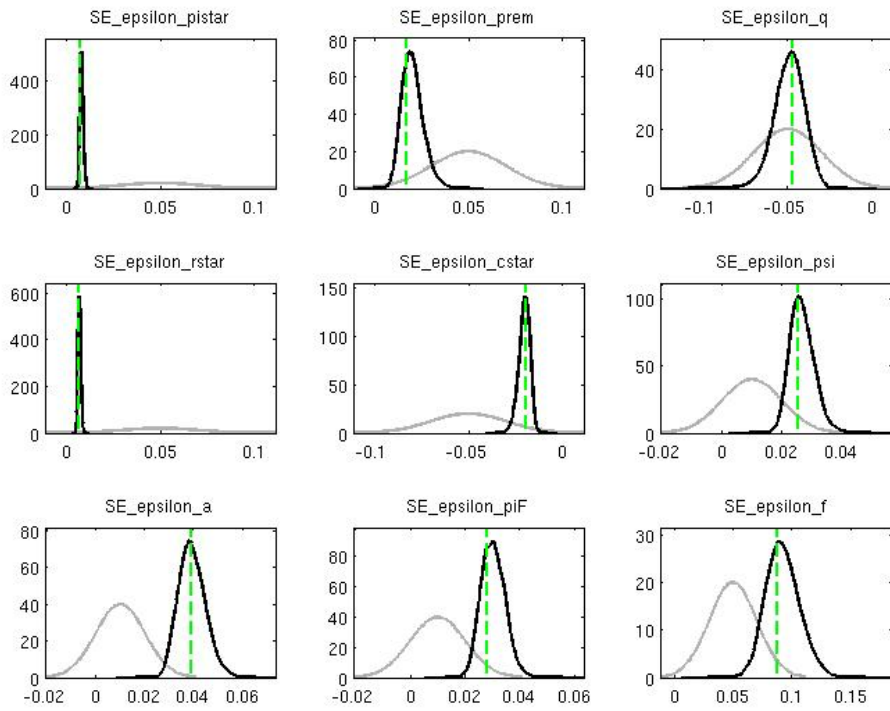 SE_epsilon_pistar
SE_epsilon_prem
SE_epsilon_q
400
200
0
0 0.05 0.1
80
60
40
20
0
0 0.05 0.1
40
20
0
-0.1 -0.05 0
SE_epsilon_rstar
SE_epsilon_cstar
SE_epsilon_psi
600
400
200
0
0 0.05 0.1
150
100
50
0
-0.1 -0.05 0
100
50
0
-0.02 0 0.02 0.04
SE_epsilon_a
SE_epsilon_piF
SE_epsilon_f
80
60
40
20
0
-0.02 0 0.02 0.04 0.06
80
60
40
20
0
-0.02 0 0.02 0.04 0.06
30
20
10
0
0 0.05 0.1 0.15